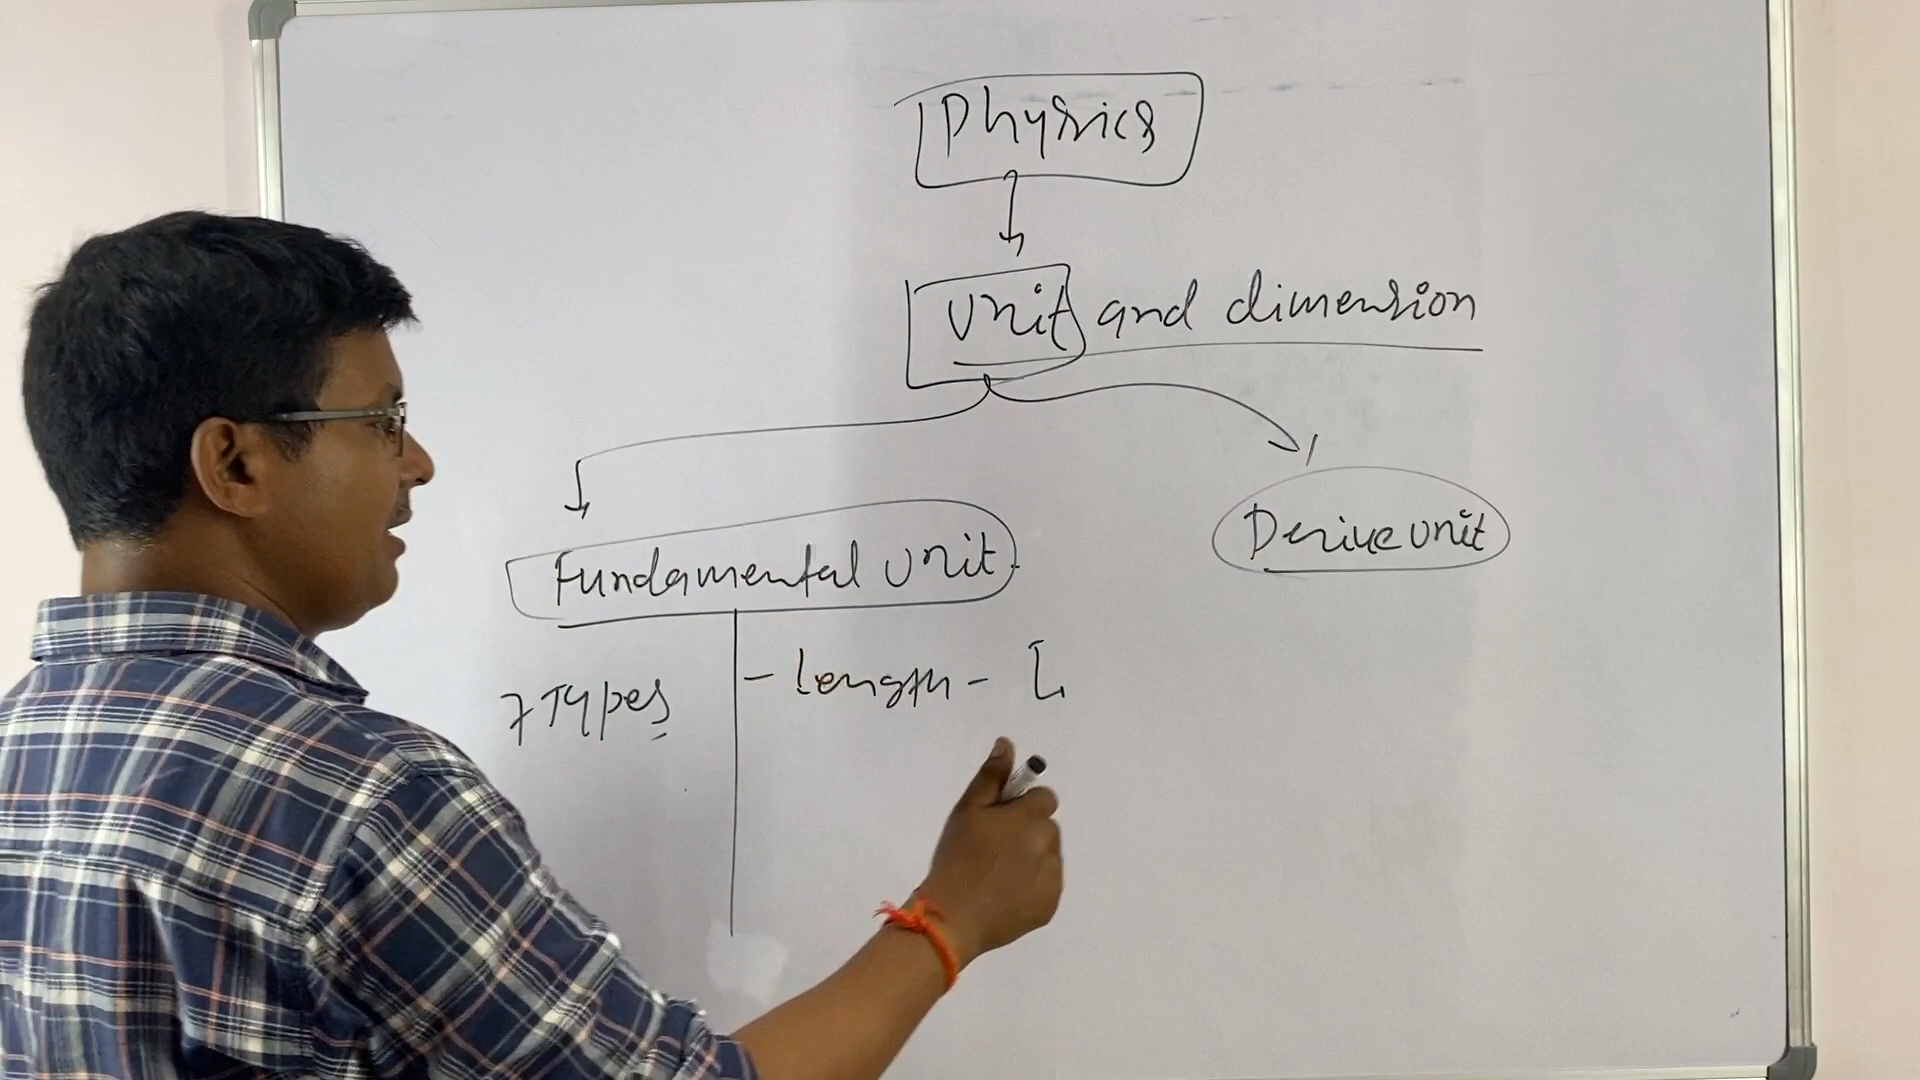 Physics
Unit and dimension
Fundamental unit
Derive unit
7 Types
- Length - L